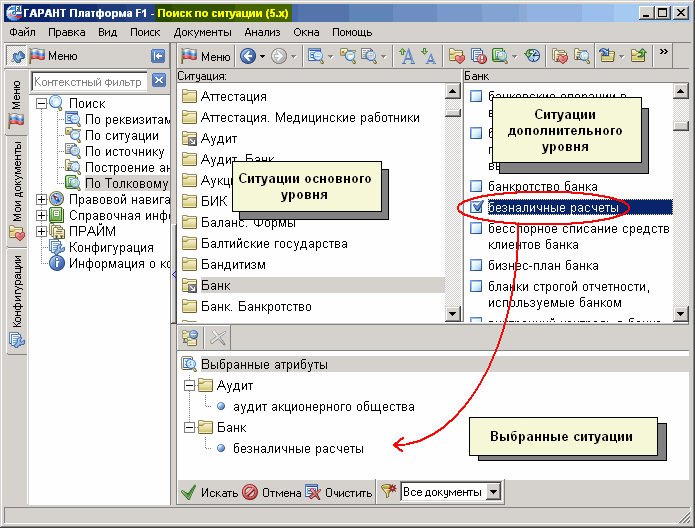 ГАРАНТ Платформа F1 - Поиск по ситуации (5.x)
Файл Правка Вид Поиск Документы Анализ Окна Помощь
Меню
Контекстный фильтр
Поиск
По реквизитам
По ситуации
По источнику
Построение ан
По Толковому
Правовой навига
Справочная инф
ПРАЙМ
Конфигурация
Информация о ко
Меню
Мои документы
Конфигурации
Ситуация:
Аттестация
Аттестация. Медицинские работники
Аудит
Аудит. Банк
Аукц
БИК
Баланс. Формы
Балтийские государства
Бандитизм
Банк
Банк. Банкротство
Ситуации основного
уровня
Банк
банковские операции в
Ситуации
дополнительного
уровня
банкротство банка
безналичные расчеты
бесспорное списание средств
клиентов банка
бизнес-план банка
бланки строгой отчетности,
используемые банком
внутренний контроль в банке
Выбранные атрибуты
Аудит
аудит акционерного общества
Банк
безналичные расчеты
Выбранные ситуации
Искать Отмена Очистить Все документы